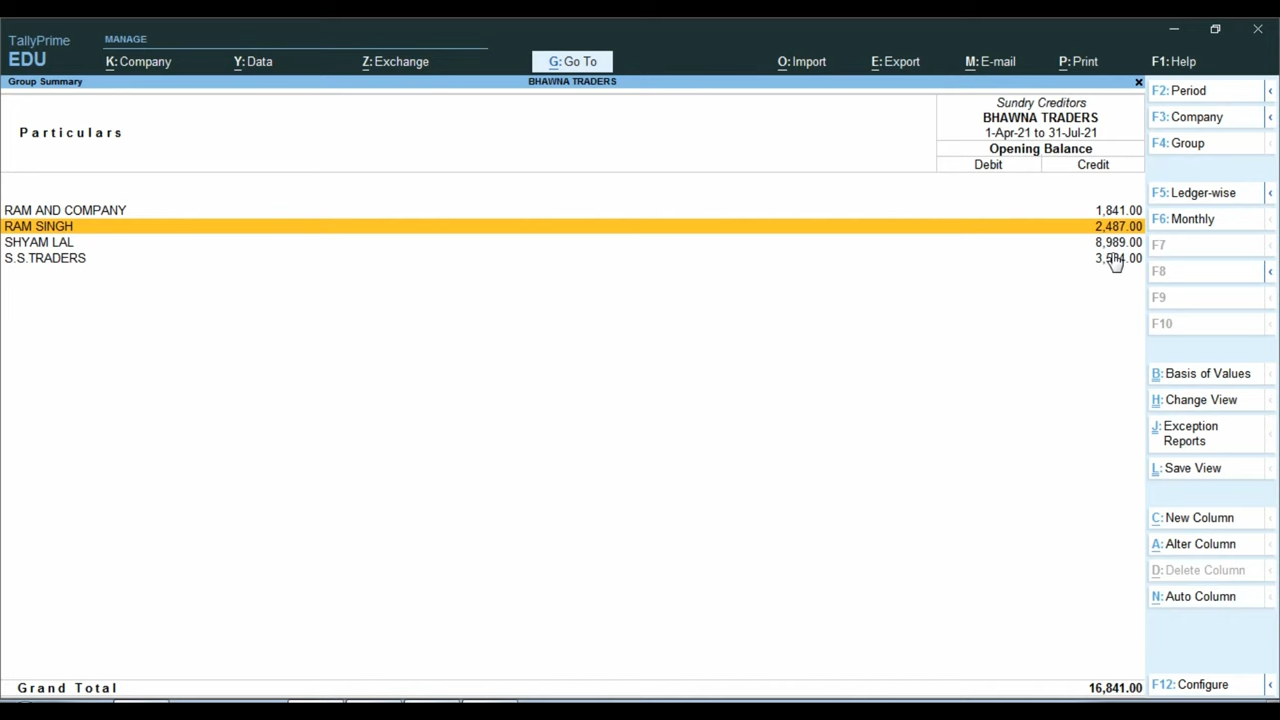 TallyPrime
EDU
MANAGE
K: Company
Y: Data
Z: Exchange
G: Go To
O: Import
E: Export
M: E-mail
P: Print
F1: Help
Group Summary
BHAWNA TRADERS
x
Particulars
Sundry Creditors
BHAWNA TRADERS
1-Apr-21 to 31-Jul-21
Opening Balance
Debit Credit
RAM AND COMPANY 1,841.00
RAM SINGH 2,487.00
SHYAM LAL 8,989.00
S.S.TRADERS
Grand Total 16,841.00
F2: Period
F3: Company
F4: Group
F5: Ledger-wise
F6: Monthly
F7
F8
F9
F10
B: Basis of Values
H: Change View
J: Exception
Reports
L: Save View
C: New Column
A: Alter Column
D: Delete Column
N: Auto Column
F12: Configure